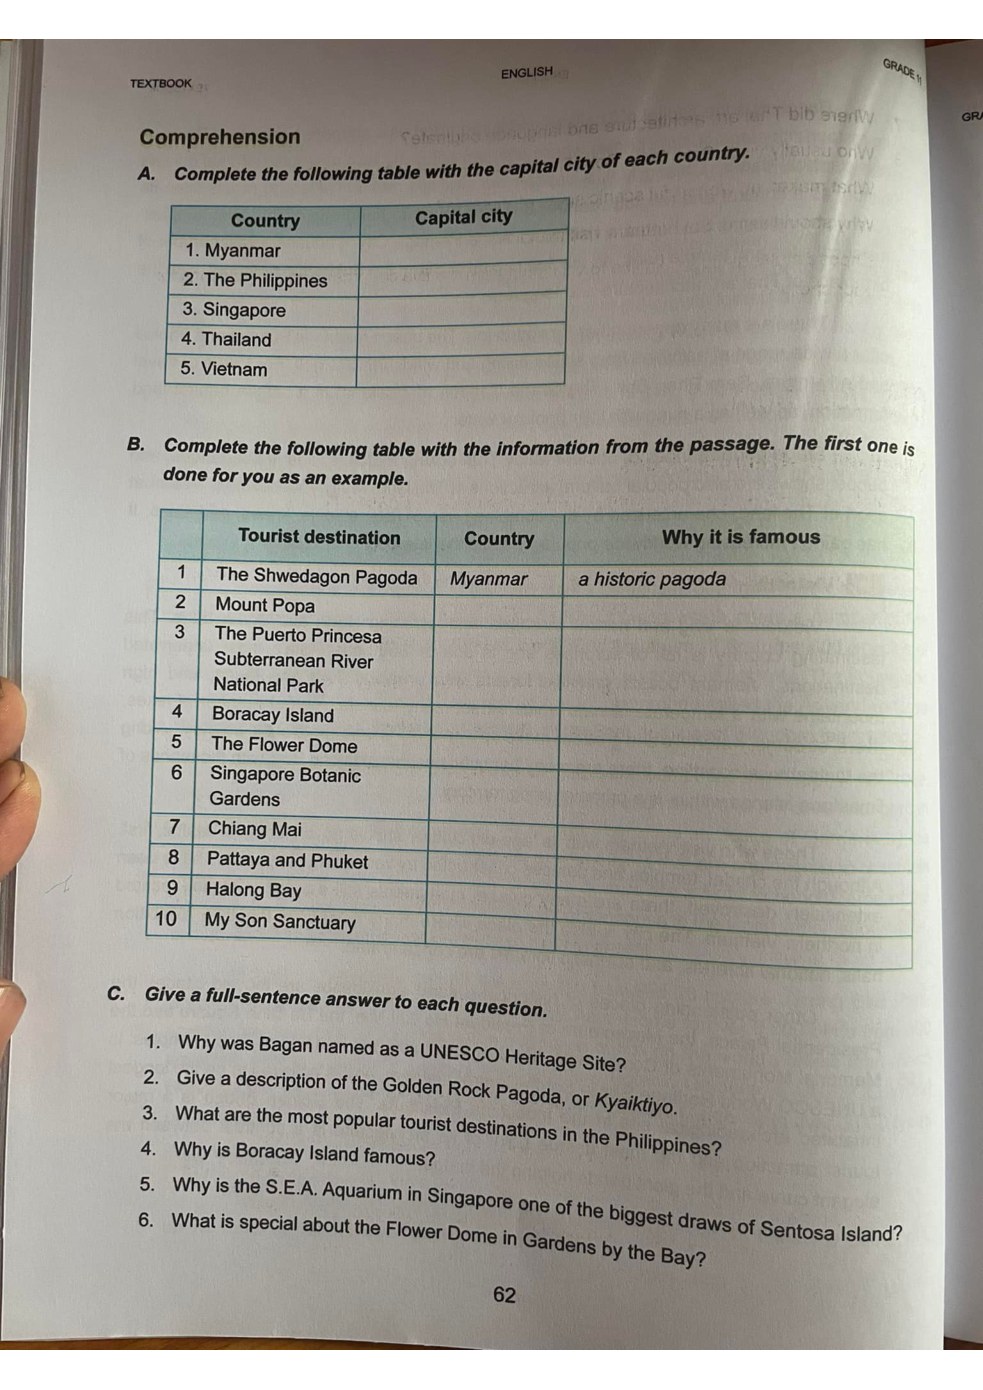 TEXTBOOK
ENGLISH
GRADE 11
GRA
Comprehension
A. Complete the following table with the capital city of each country.
Country Capital city
1. Myanmar
2. The Philippines
3. Singapore
4. Thailand
5. Vietnam
B. Complete the following table with the information from the passage. The first one is
done for you as an example.
Tourist destination Country Why it is famous
1 The Shwedagon Pagoda Myanmar a historic pagoda
2 Mount Popa
3 The Puerto Princesa
Subterranean River
National Park
4 Boracay Island
5 The Flower Dome
6 Singapore Botanic
Gardens
7 Chiang Mai
8 Pattaya and Phuket
9 Halong Bay
10 My Son Sanctuary
C. Give a full-sentence answer to each question.
1. Why was Bagan named as a UNESCO Heritage Site?
2. Give a description of the Golden Rock Pagoda, or Kyaiktiyo.
3. What are the most popular tourist destinations in the Philippines?
4. Why is Boracay Island famous?
5. Why is the S.E.A. Aquarium in Singapore one of the biggest draws of Sentosa Island?
6. What is special about the Flower Dome in Gardens by the Bay?
62